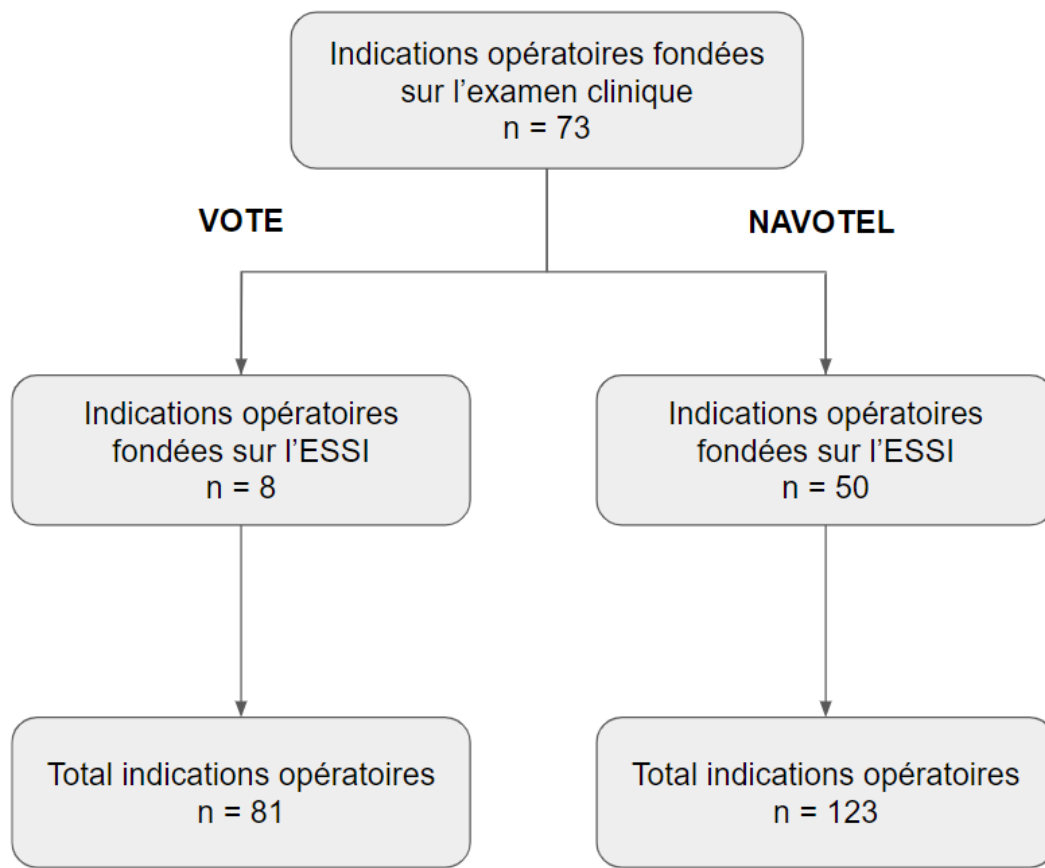 Indications opératoires fondées
sur l’examen clinique
n = 73
VOTE
NAVOTEL
Indications opératoires
fondées sur l’ESSI
n = 8
Indications opératoires
fondées sur l’ESSI
n = 50
Total indications opératoires
n = 81
Total indications opératoires
n = 123